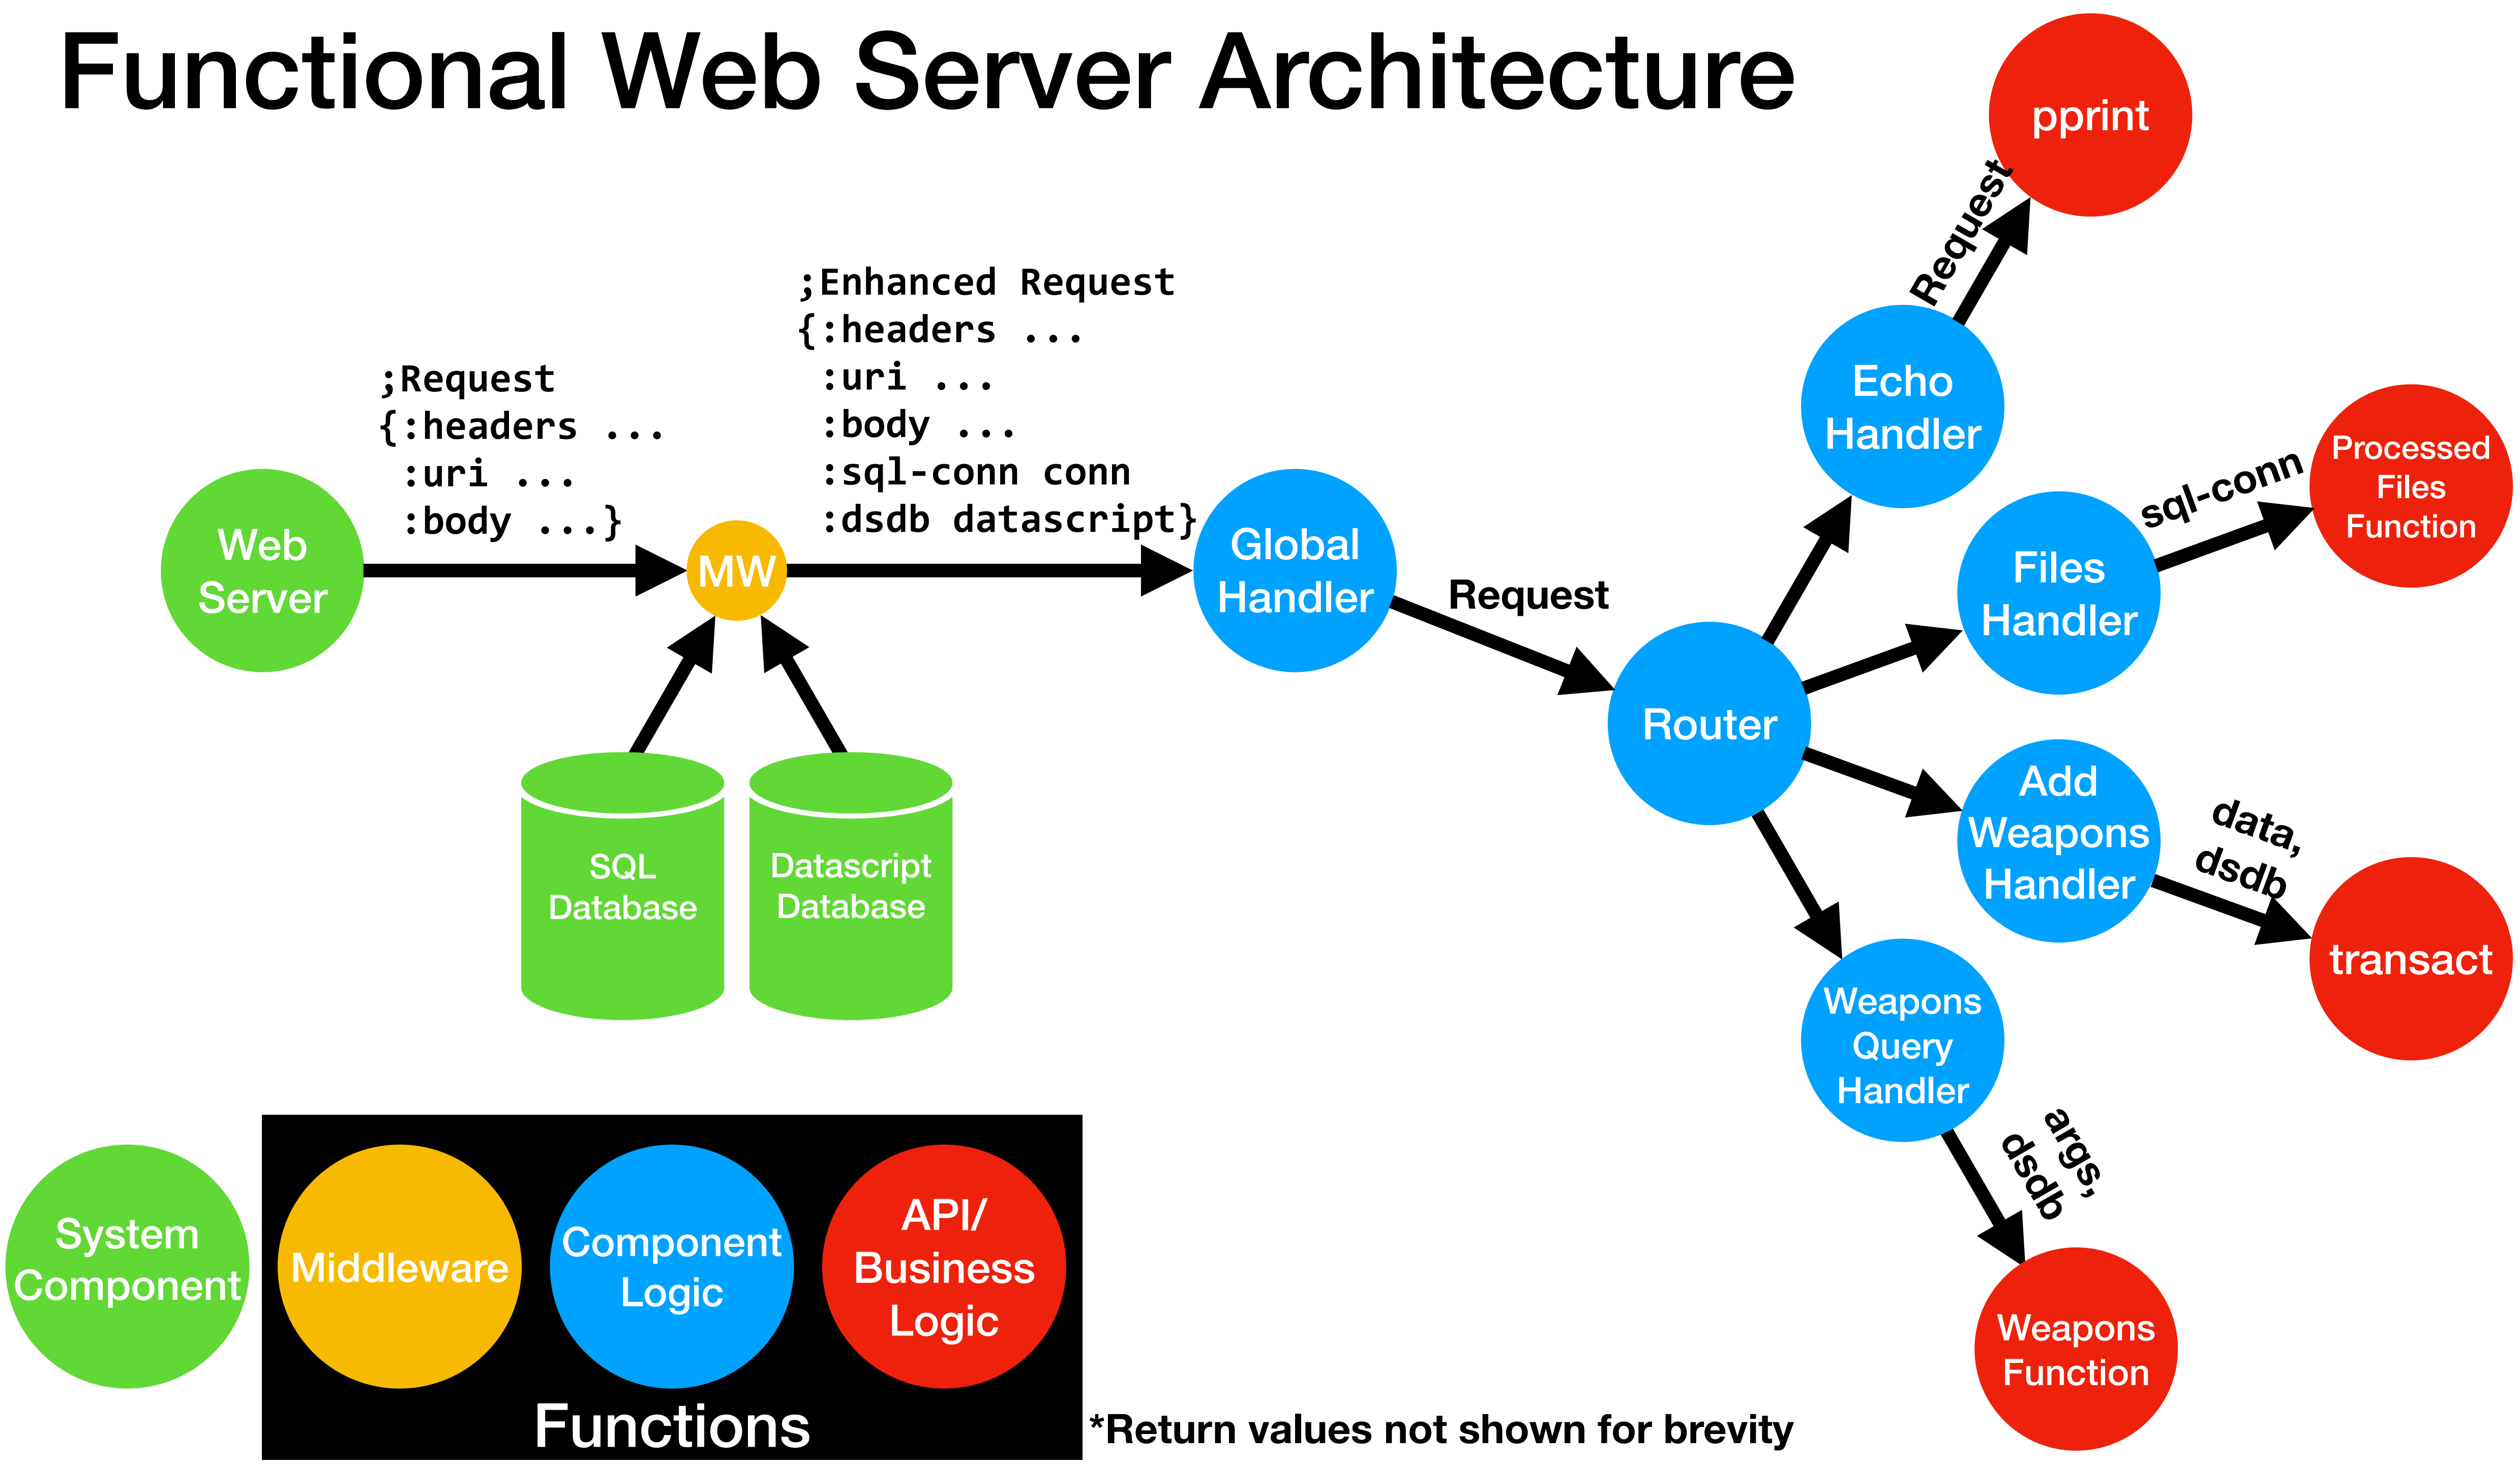 Functional Web Server Architecture
;Request
{:headers ...
:uri ...
:body ...}
;Enhanced Request
{:headers ...
:uri ...
:body ...
:sql-conn conn
:dsdb datascript}
Web
Server
MW
Global
Handler
SQL
Database
Datascript
Database
Request
Router
Echo
Handler
Request
pprint
Files
Handler
sql-conn
Processed
Files
Function
Add
Weapons
Handler
data,
dsdb
transact
Weapons
Query
Handler
args,
dsdb
Weapons
Function
System
Component
Middleware
Component
Logic
API/
Business
Logic
Functions
*Return values not shown for brevity